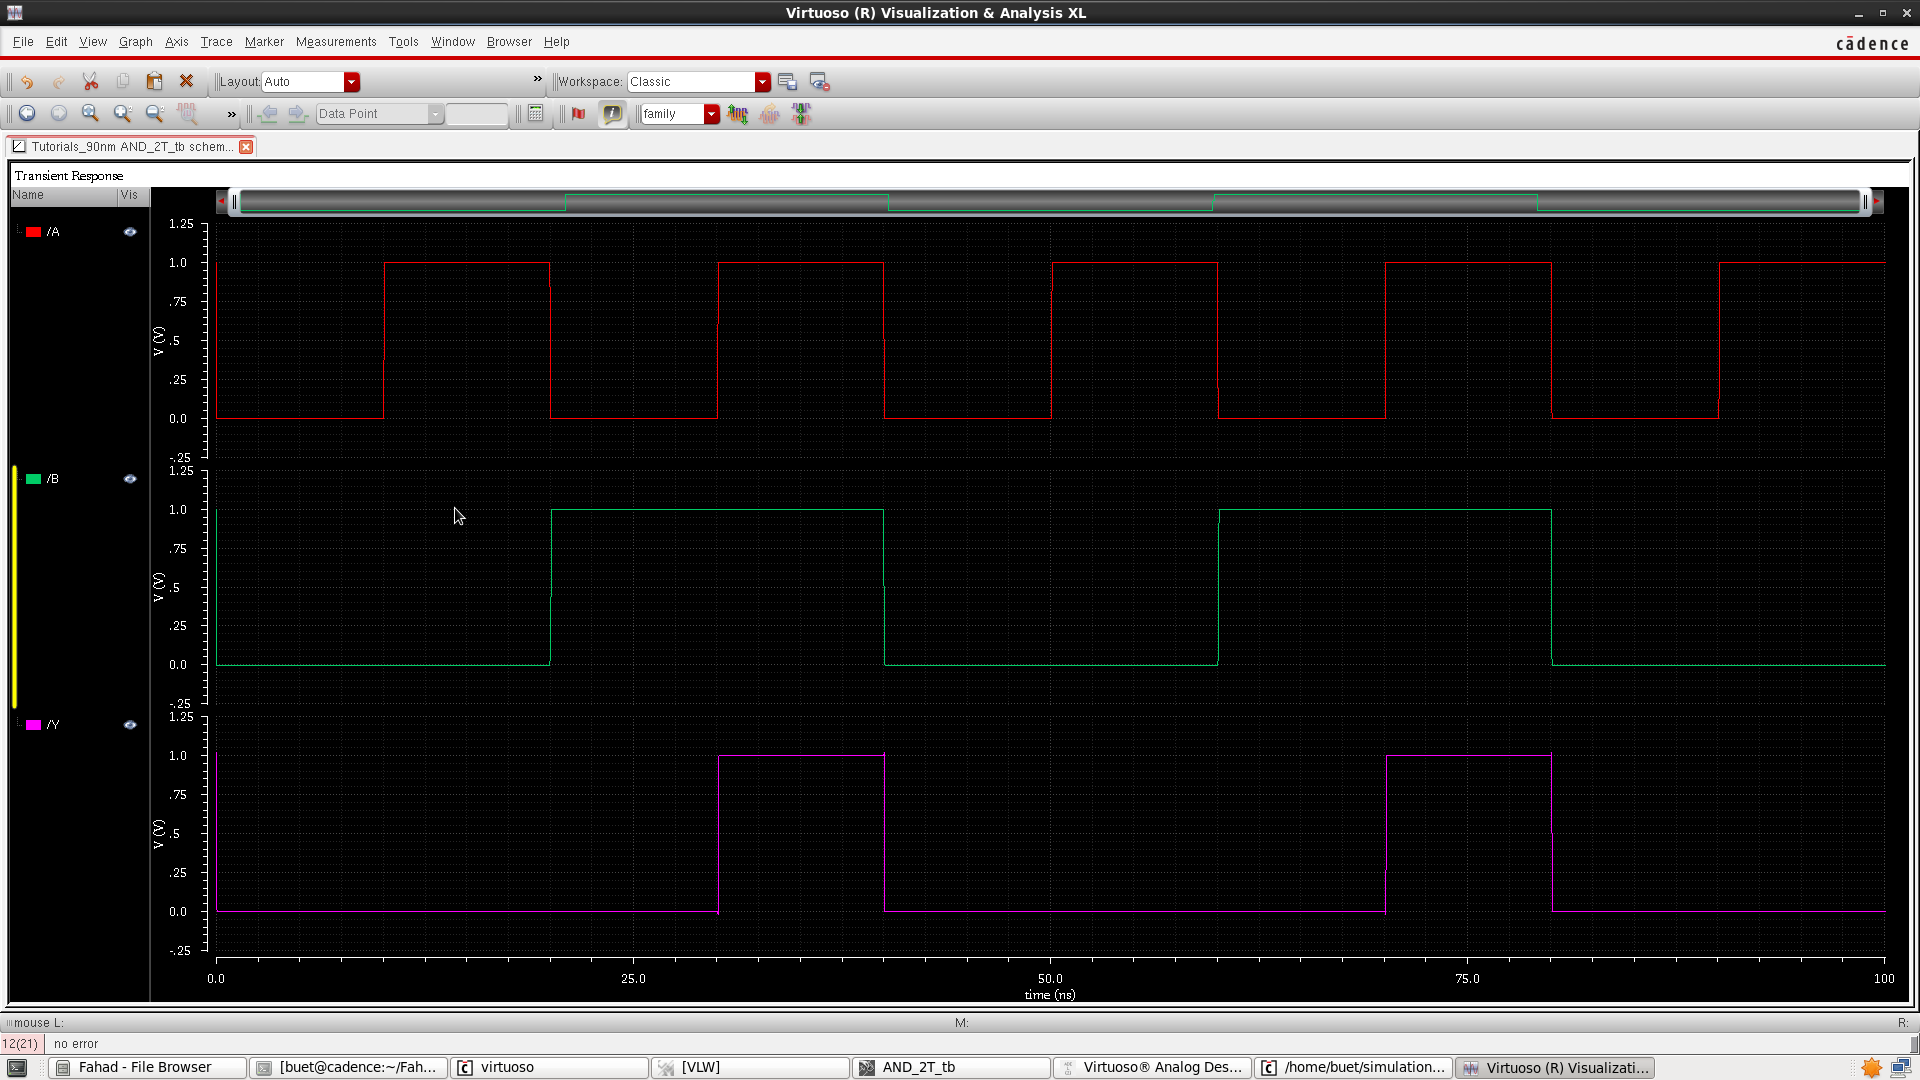 Virtuoso (R) Visualization & Analysis XL
File Edit View Graph Axis Trace Marker Measurements Tools Window Browser Help
cādence
Layout: Auto » Workspace: Classic
» Data Point family
Tutorials_90nm AND_2T_tb schem...
Transient Response
Name Vis
/A
1.25
1.0
.75
.5
.25
0.0
-.25
V (V)
/B
1.25
1.0
.75
.5
.25
0.0
-.25
V (V)
/Y
1.25
1.0
.75
.5
.25
0.0
-.25
V (V)
0.0 25.0 50.0 75.0 100
time (ns)
mouse L: M: R:
12(21) no error
Fahad - File Browser [buet@cadence:~/Fah... virtuoso [VLW] AND_2T_tb Virtuoso® Analog Des... /home/buet/simulation... Virtuoso (R) Visualizati...